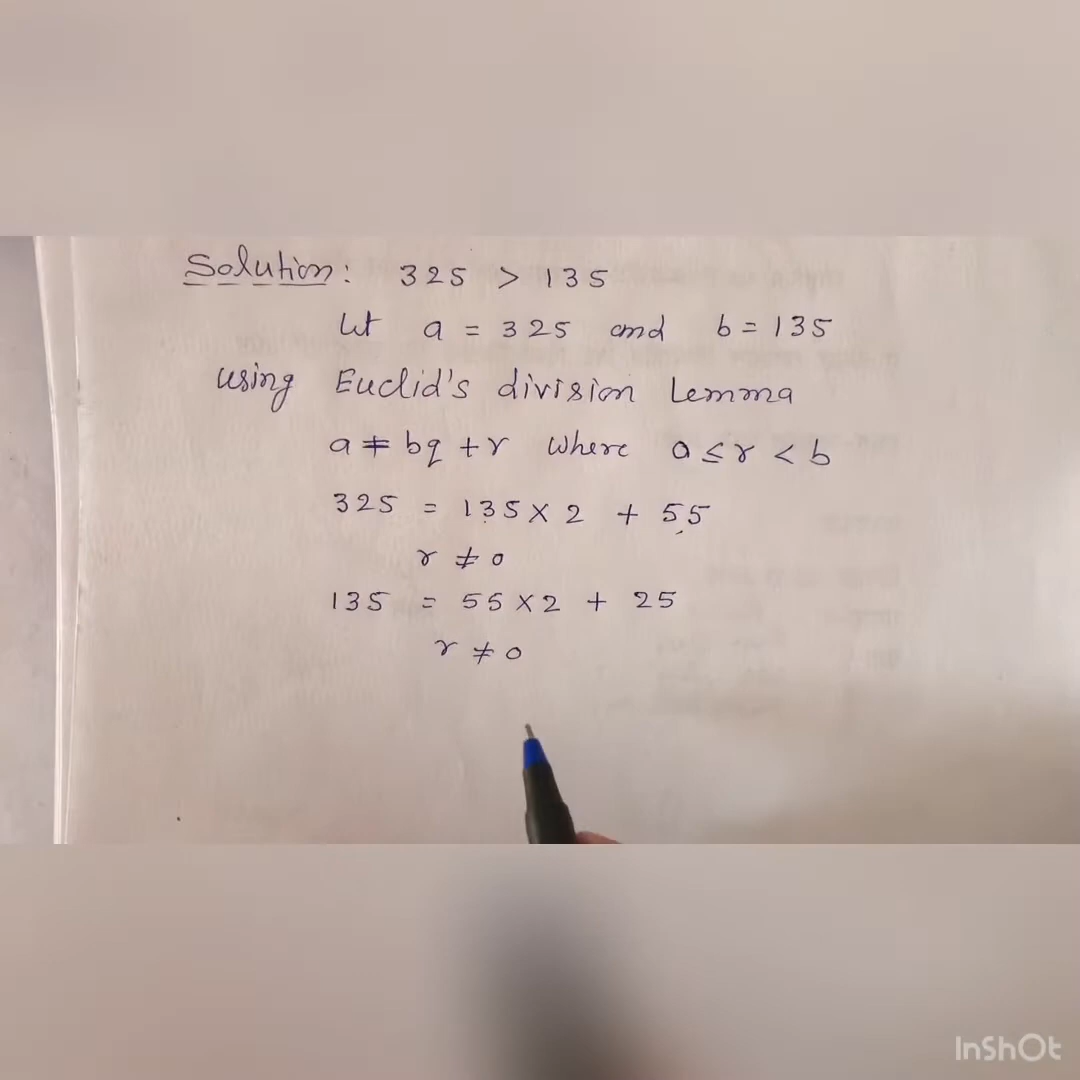 Solution: 325 > 135
Let a = 325 and b = 135
using Euclid's division Lemma
a = bq + r where 0 ≤ r < b
325 = 135 × 2 + 55
r ≠ 0
135 = 55 × 2 + 25
r ≠ 0
InShOt